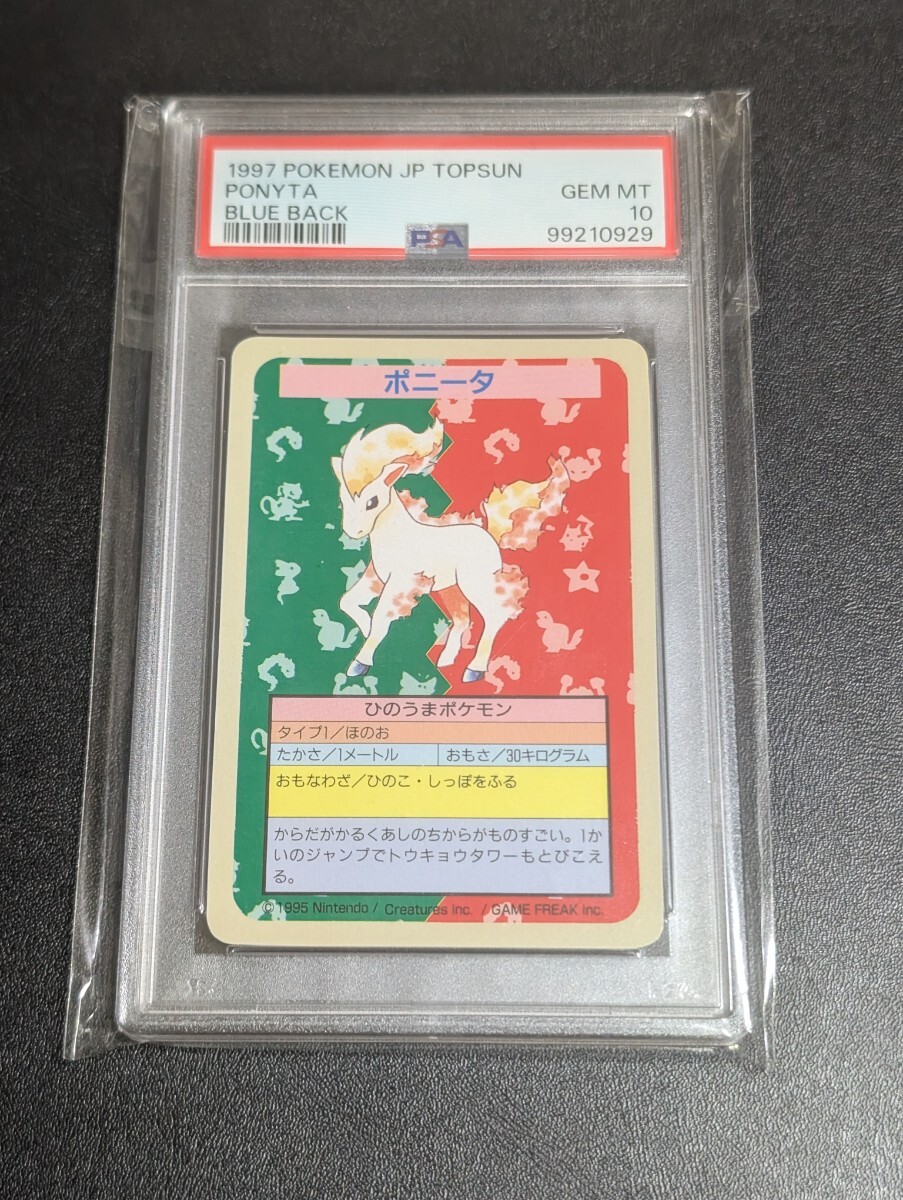 1997 POKEMON JP TOPSUN
PONYTA
GEM MT
BLUE BACK
10
PSA
99210929
ポニータ
ひのうまポケモン
タイプ1／ほのお
たかさ／1メートル おもさ／30キログラム
おもなわざ／ひのこ・しっぽをふる
からだがかるくあしのちからがものすごい。1か
いのジャンプでトウキョウタワーもとびこえ
る。
© 1995 Nintendo / Creatures inc. / GAME FREAK inc.